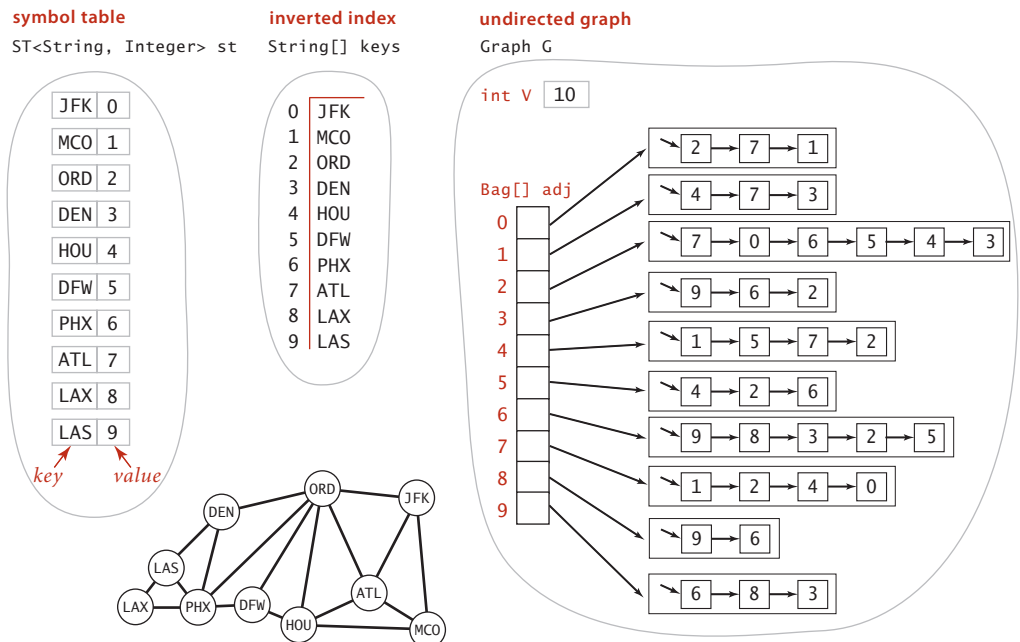 symbol table
ST<String, Integer> st
JFK 0
MCO 1
ORD 2
DEN 3
HOU 4
DFW 5
PHX 6
ATL 7
LAX 8
LAS 9
key value
inverted index
String[] keys
0 JFK
1 MCO
2 ORD
3 DEN
4 HOU
5 DFW
6 PHX
7 ATL
8 LAX
9 LAS
undirected graph
Graph G
int V 10
Bag[] adj
0
1
2
3
4
5
6
7
8
9
2 7 1
4 7 3
7 0 6 5 4 3
9 6 2
1 5 7 2
4 2 6
9 8 3 2 5
1 2 4 0
9 6
6 8 3
ORD
JFK
DEN
LAS
ATL
LAX
PHX
DFW
HOU
MCO